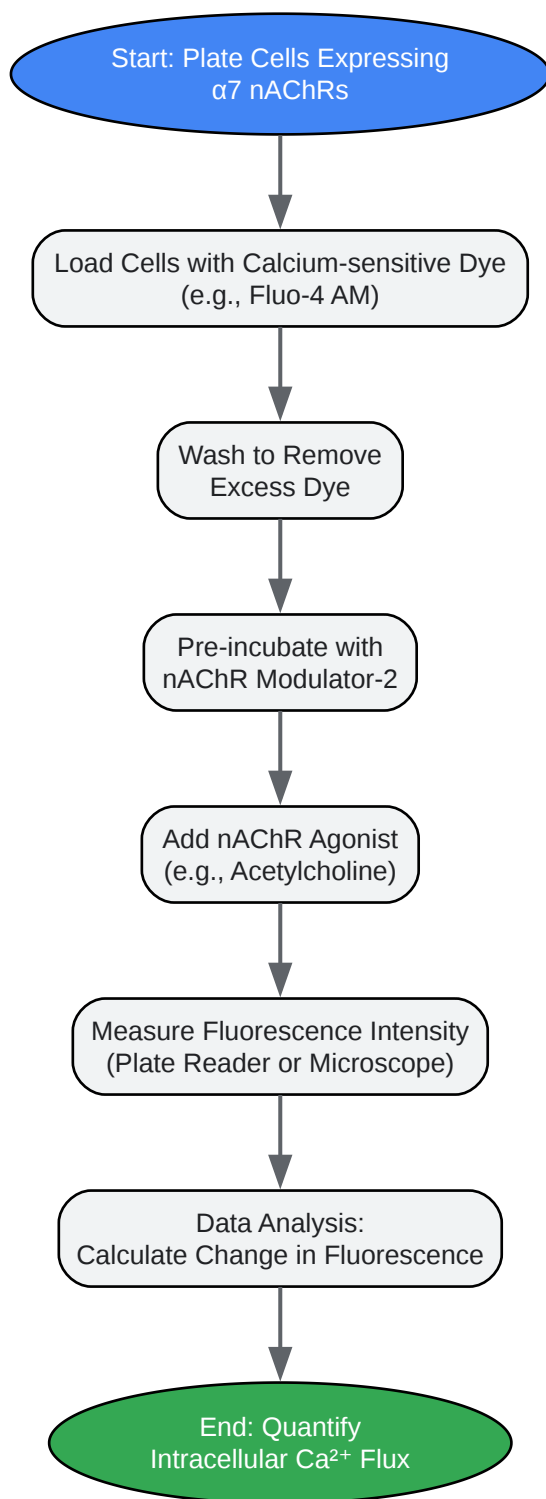 Start: Plate Cells Expressing
α7 nAChRs
Load Cells with Calcium-sensitive Dye
(e.g., Fluo-4 AM)
Wash to Remove
Excess Dye
Pre-incubate with
nAChR Modulator-2
Add nAChR Agonist
(e.g., Acetylcholine)
Measure Fluorescence Intensity
(Plate Reader or Microscope)
Data Analysis:
Calculate Change in Fluorescence
End: Quantify
Intracellular Ca²⁺ Flux